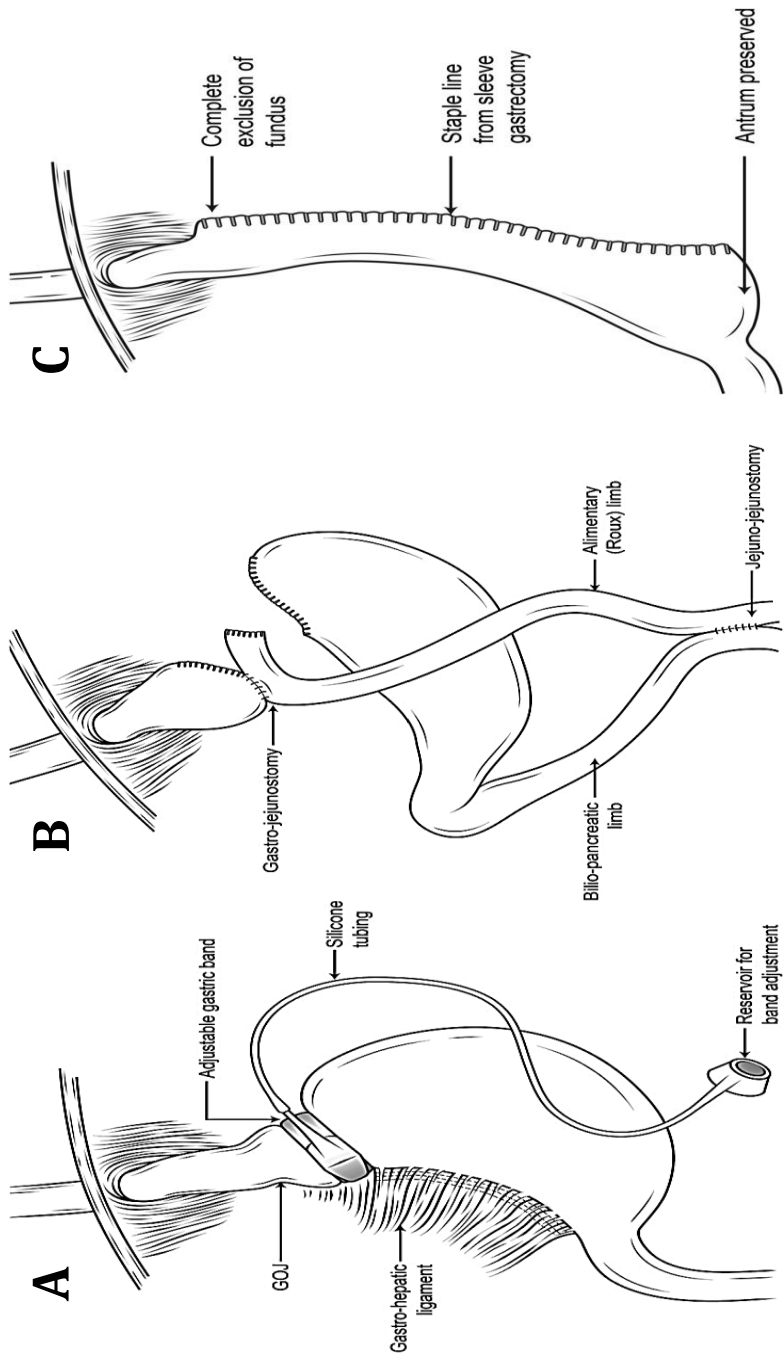 A
Adjustable gastric band
GOJ
Silicone
tubing
Gastro-hepatic
ligament
Reservoir for
band adjustment
B
Gastro-jejunostomy
Bilio-pancreatic
limb
Alimentary
(Roux) limb
Jejuno-jejunostomy
C
Complete
exclusion of
fundus
Staple line
from sleeve
gastrectomy
Antrum preserved